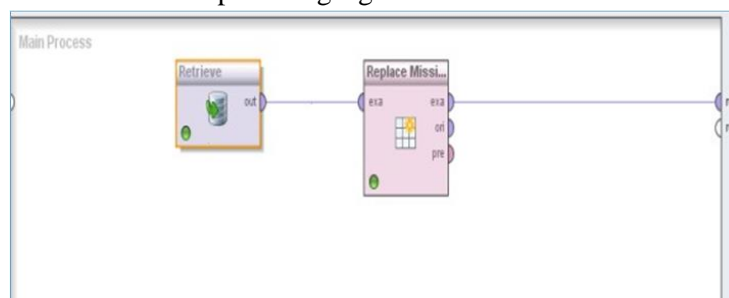 Main Process
Retrieve
out
Replace Missi...
exa exa
ori
pre